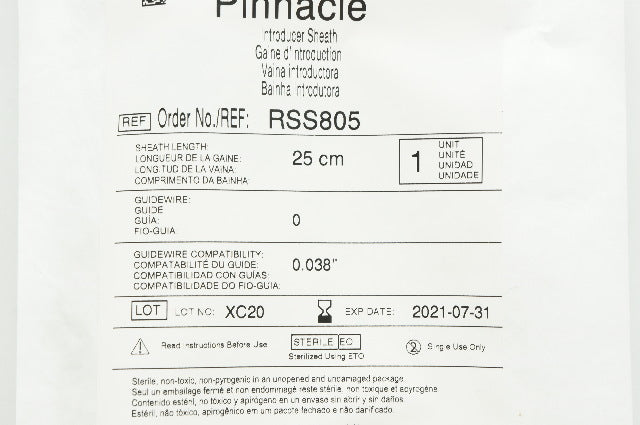 Pinnacle
Introducer Sheath
Gaine d'introduction
Vaina introductora
Bainha introdutora
REF Order No./REF: RSS805
SHEATH LENGTH:
LONGUEUR DE LA GAINE:
LONGITUD DE LA VAINA:
COMPRIMENTO DA BAINHA:
25 cm
1
UNIT
UNITÉ
UNIDAD
UNIDADE
GUIDEWIRE:
GUIDE
GUÍA:
FIO-GUIA:
0
GUIDEWIRE COMPATIBILITY:
COMPATABILITÉ DU GUIDE:
COMPATIBILIDAD CON GUÍAS:
COMPATIBILIDADE DO FIO-GUIA:
0.038"
LOT LOT NO: XC20 EXP DATE: 2021-07-31
Read Instructions Before Use
STERILE EO
Sterilized Using ETO
2 Single Use Only
Sterile, non-toxic, non-pyrogenic in an unopened and undamaged package.
Seul un emballage fermé et non endommagé reste stérile, non toxique et apyrogène.
Contenido estéril, no tóxico y apirógeno en un envase sin abrir y sin daños.
Estéril, não tóxico, apirogênico em um pacote fechado e não danificado.